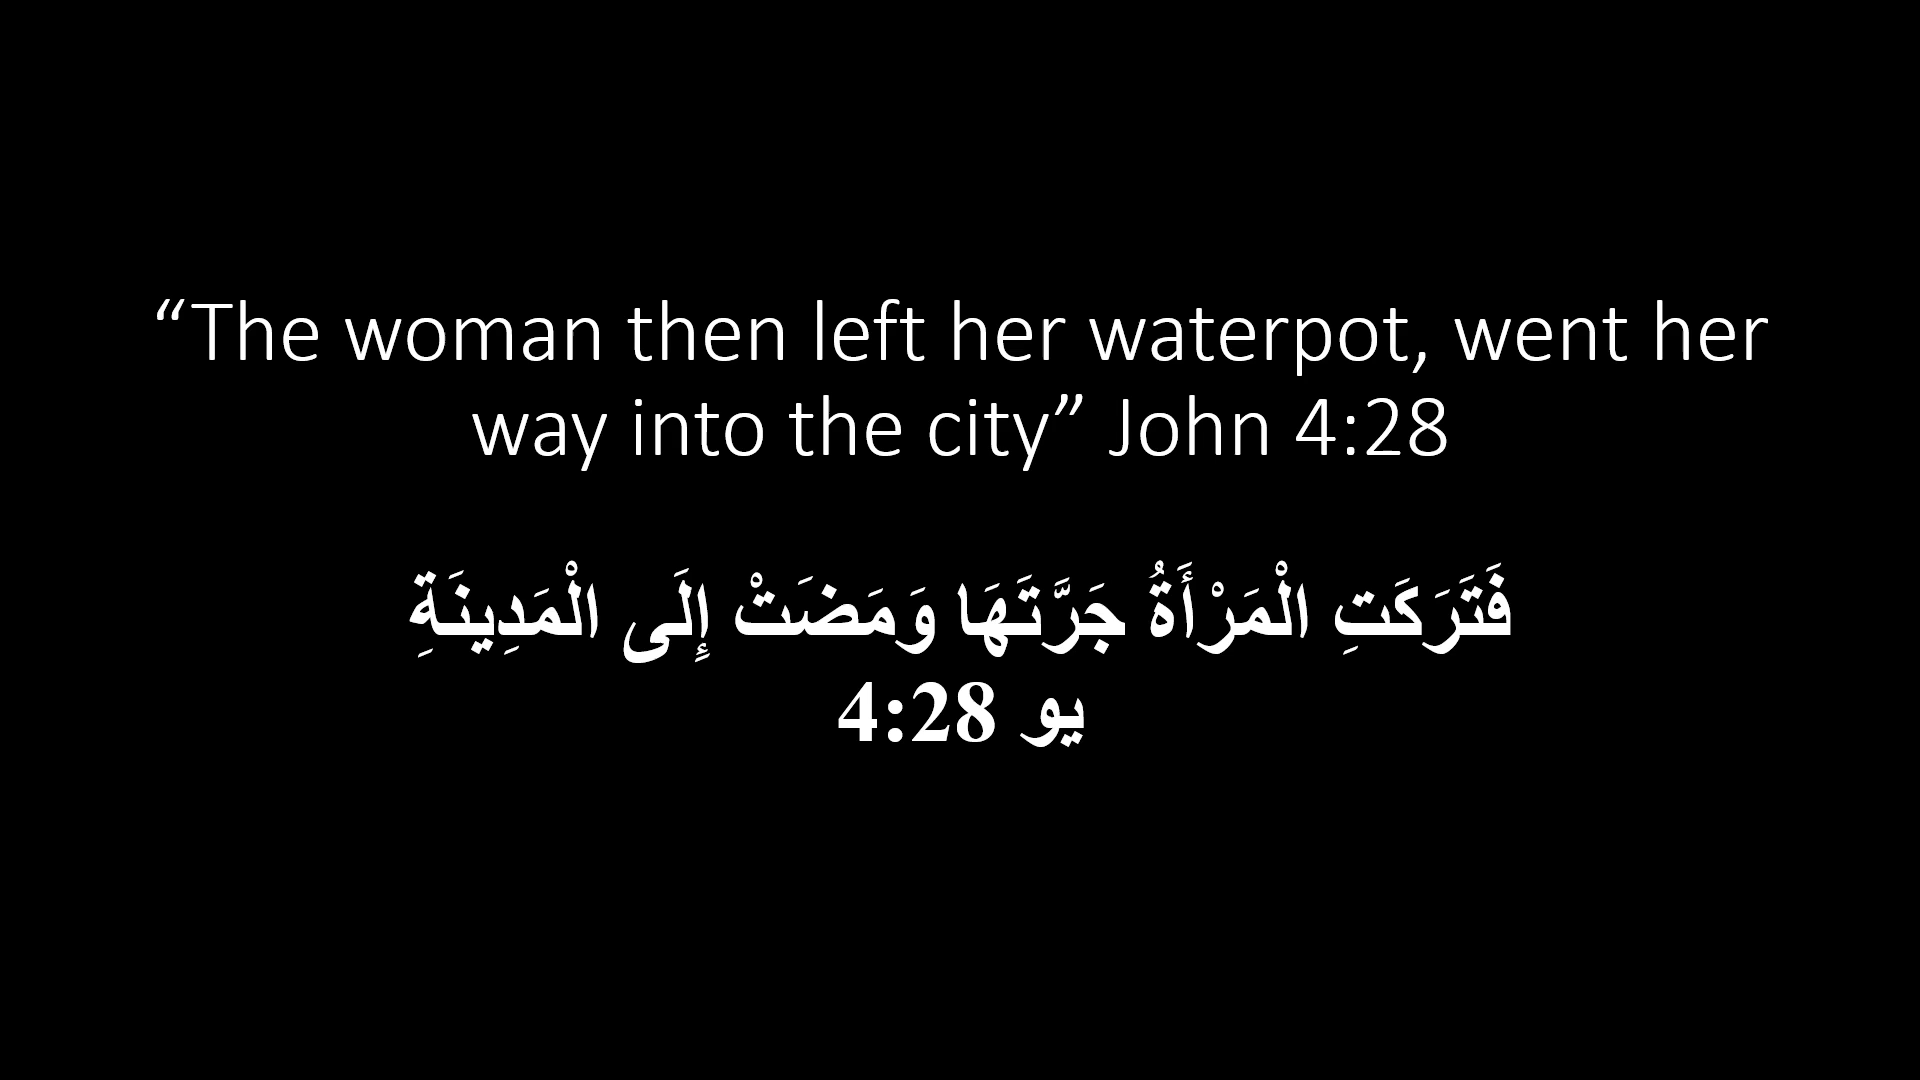 “The woman then left her waterpot, went her
way into the city” John 4:28
فَتَرَكَتِ الْمَرْأَةُ جَرَّتَهَا وَمَضَتْ إِلَى الْمَدِينَةِ
يو 4:28